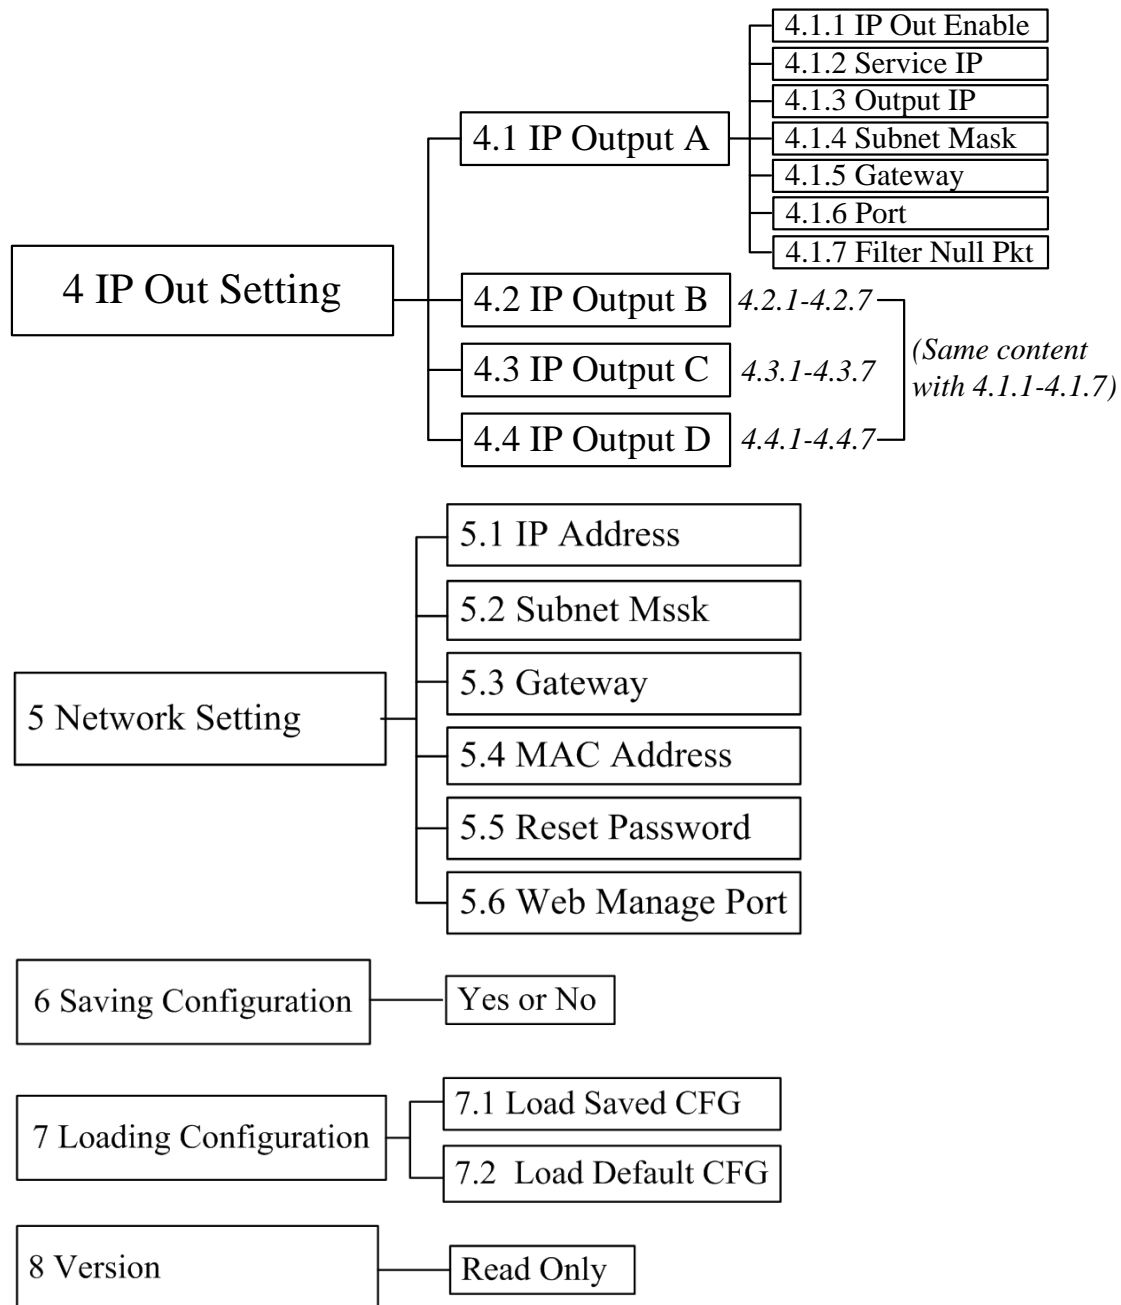 4 IP Out Setting
4.1 IP Output A
4.1.1 IP Out Enable
4.1.2 Service IP
4.1.3 Output IP
4.1.4 Subnet Mask
4.1.5 Gateway
4.1.6 Port
4.1.7 Filter Null Pkt
4.2 IP Output B
4.2.1-4.2.7
4.3 IP Output C
4.3.1-4.3.7
4.4 IP Output D
4.4.1-4.4.7
(Same content
with 4.1.1-4.1.7)
5 Network Setting
5.1 IP Address
5.2 Subnet Mssk
5.3 Gateway
5.4 MAC Address
5.5 Reset Password
5.6 Web Manage Port
6 Saving Configuration
Yes or No
7 Loading Configuration
7.1 Load Saved CFG
7.2 Load Default CFG
8 Version
Read Only